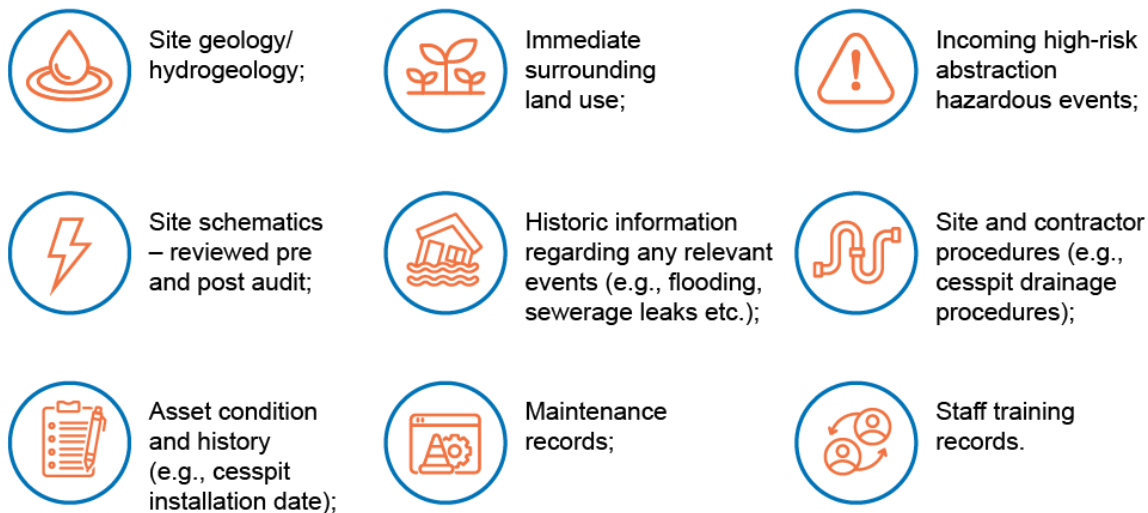 Site geology/
hydrogeology;
Immediate
surrounding
land use;
Incoming high-risk
abstraction
hazardous events;
Site schematics
– reviewed pre
and post audit;
Historic information
regarding any relevant
events (e.g., flooding,
sewerage leaks etc.);
Site and contractor
procedures (e.g.,
cesspit drainage
procedures);
Asset condition
and history
(e.g., cesspit
installation date);
Maintenance
records;
Staff training
records.